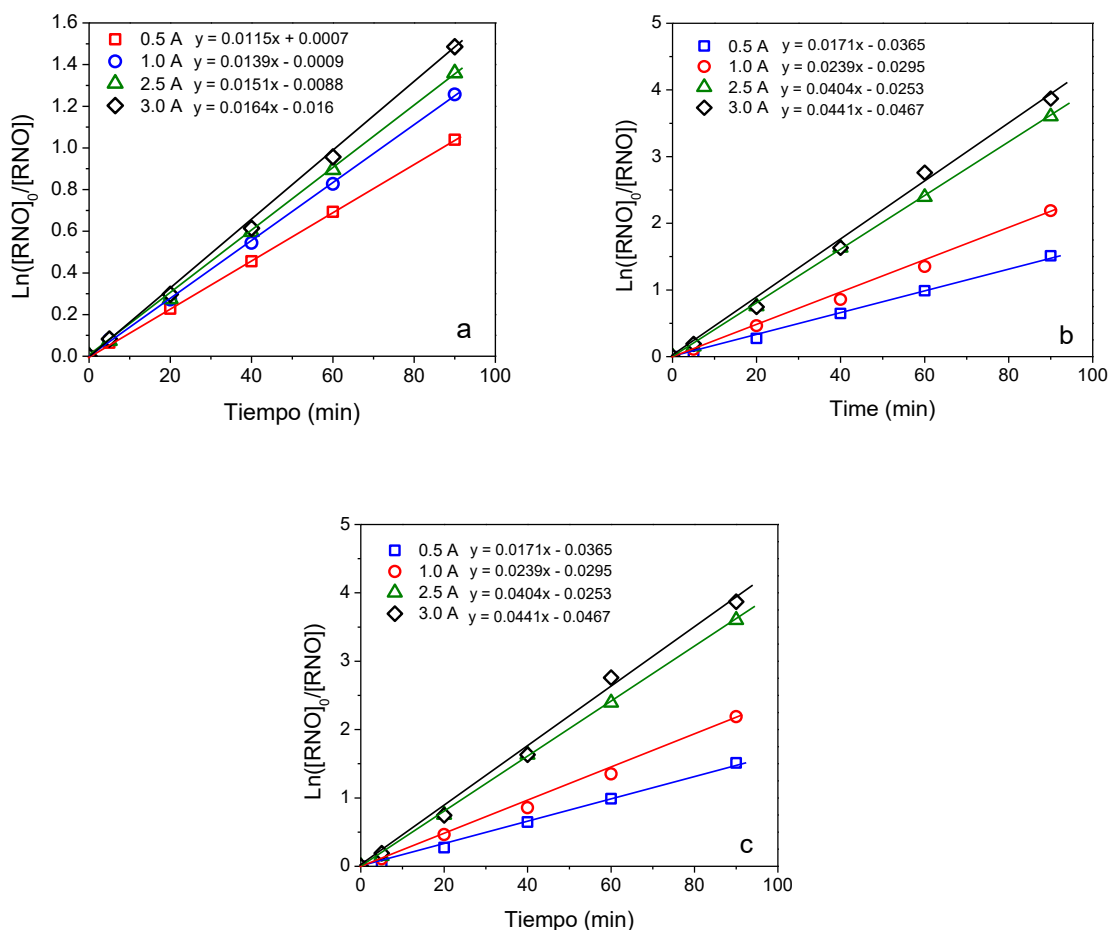 1.6
1.4
1.2
1.0
0.8
0.6
0.4
0.2
0.0
Ln([RNO]₀/[RNO])
0.5 A y = 0.0115x + 0.0007
1.0 A y = 0.0139x - 0.0009
2.5 A y = 0.0151x - 0.0088
3.0 A y = 0.0164x - 0.016
a
0 20 40 60 80 100
Tiempo (min)
5
4
3
2
1
0
Ln([RNO]₀/[RNO])
0.5 A y = 0.0171x - 0.0365
1.0 A y = 0.0239x - 0.0295
2.5 A y = 0.0404x - 0.0253
3.0 A y = 0.0441x - 0.0467
b
0 20 40 60 80 100
Time (min)
5
4
3
2
1
0
Ln([RNO]₀/[RNO])
0.5 A y = 0.0171x - 0.0365
1.0 A y = 0.0239x - 0.0295
2.5 A y = 0.0404x - 0.0253
3.0 A y = 0.0441x - 0.0467
c
0 20 40 60 80 100
Tiempo (min)